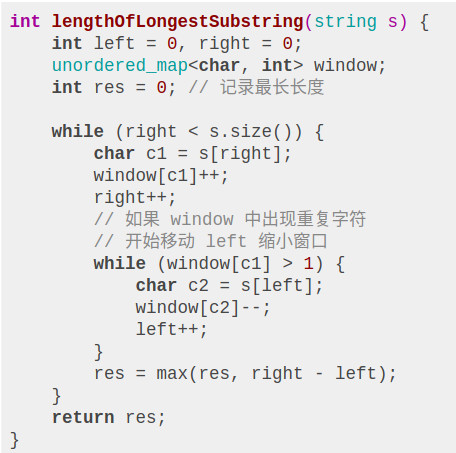 int lengthOfLongestSubstring(string s) {
    int left = 0, right = 0;
    unordered_map<char, int> window;
    int res = 0; // 记录最长长度

    while (right < s.size()) {
        char c1 = s[right];
        window[c1]++;
        right++;
        // 如果 window 中出现重复字符
        // 开始移动 left 缩小窗口
        while (window[c1] > 1) {
            char c2 = s[left];
            window[c2]--;
            left++;
        }
        res = max(res, right - left);
    }
    return res;
}